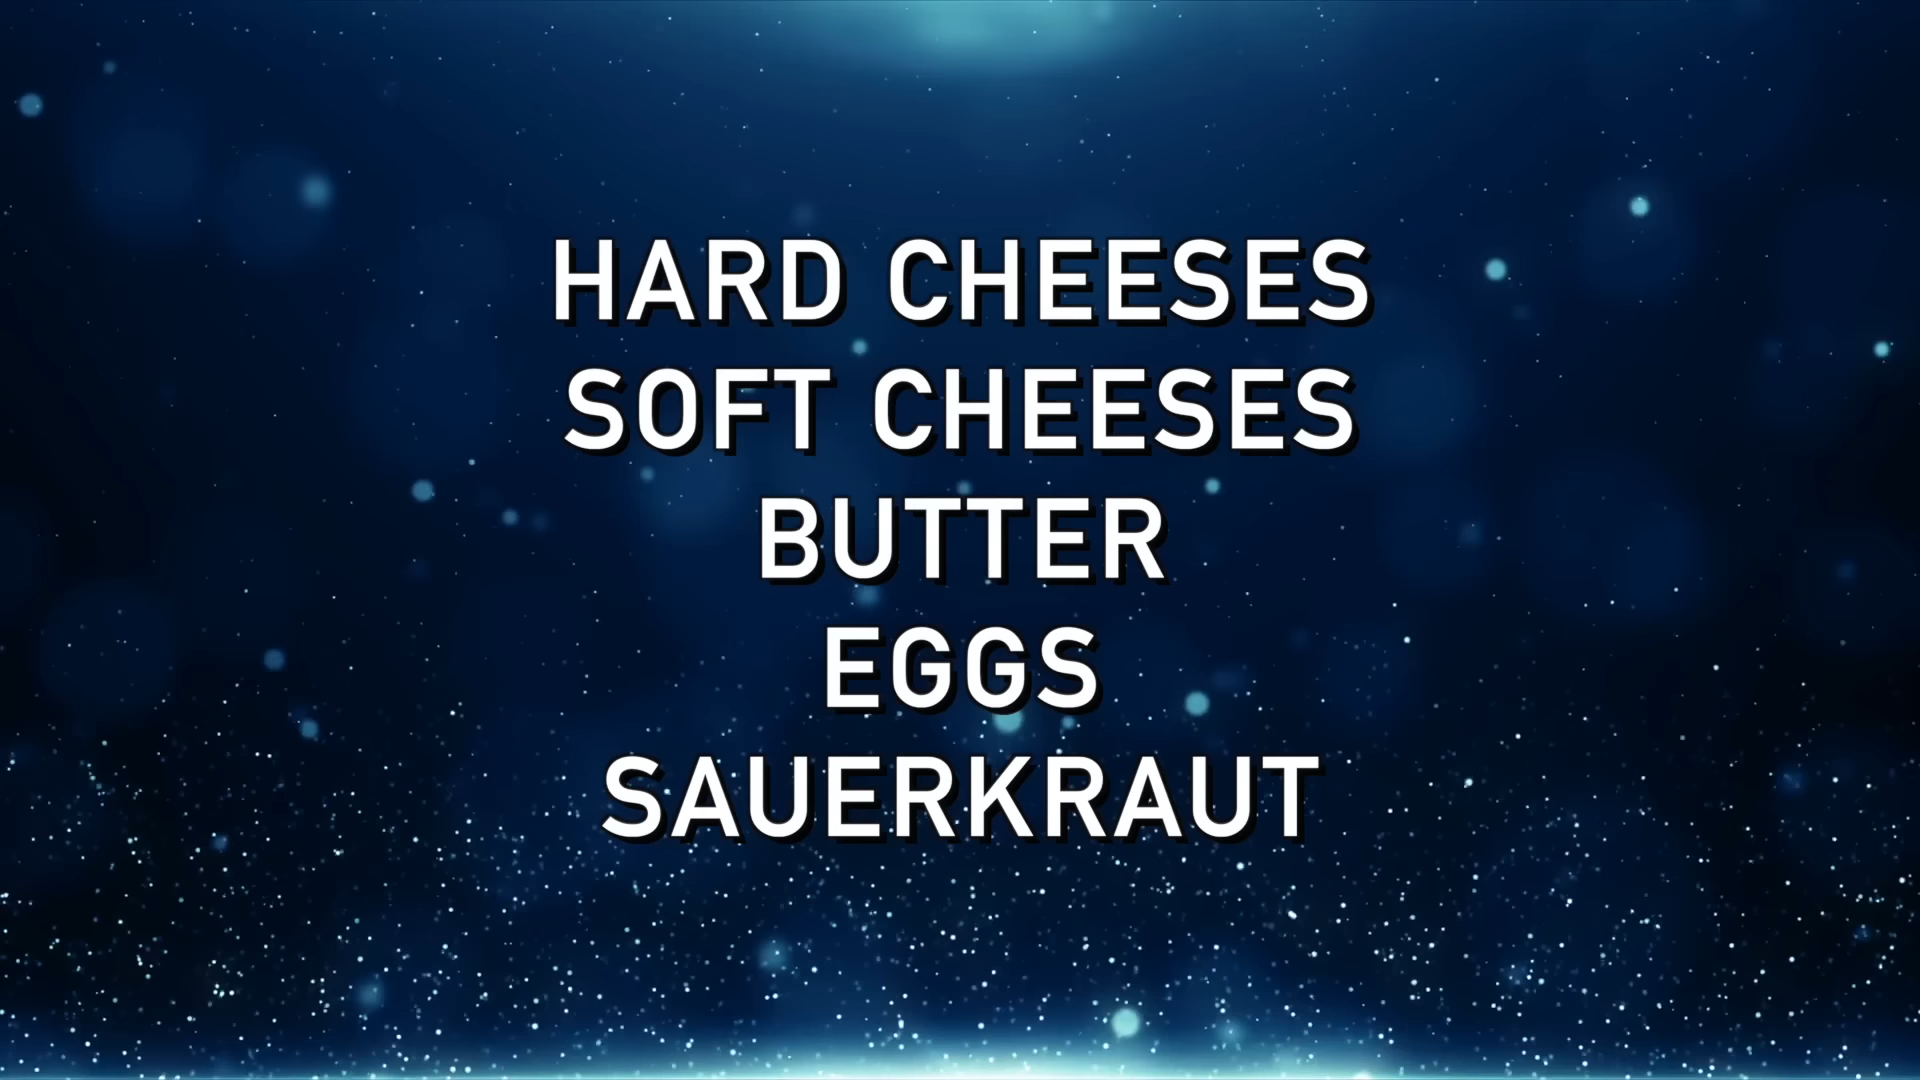 HARD CHEESES
SOFT CHEESES
BUTTER
EGGS
SAUERKRAUT